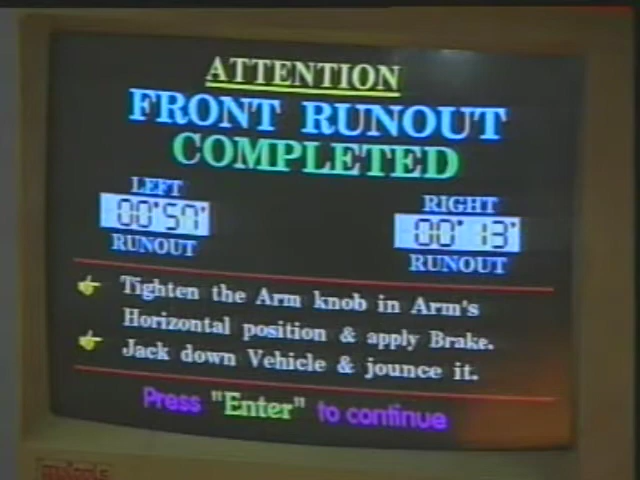 ATTENTION
FRONT RUNOUT
COMPLETED
LEFT
00°57'
RUNOUT
RIGHT
00°13'
RUNOUT
Tighten the Arm knob in Arm's
Horizontal position & apply Brake.
Jack down Vehicle & jounce it.
Press "Enter" to continue